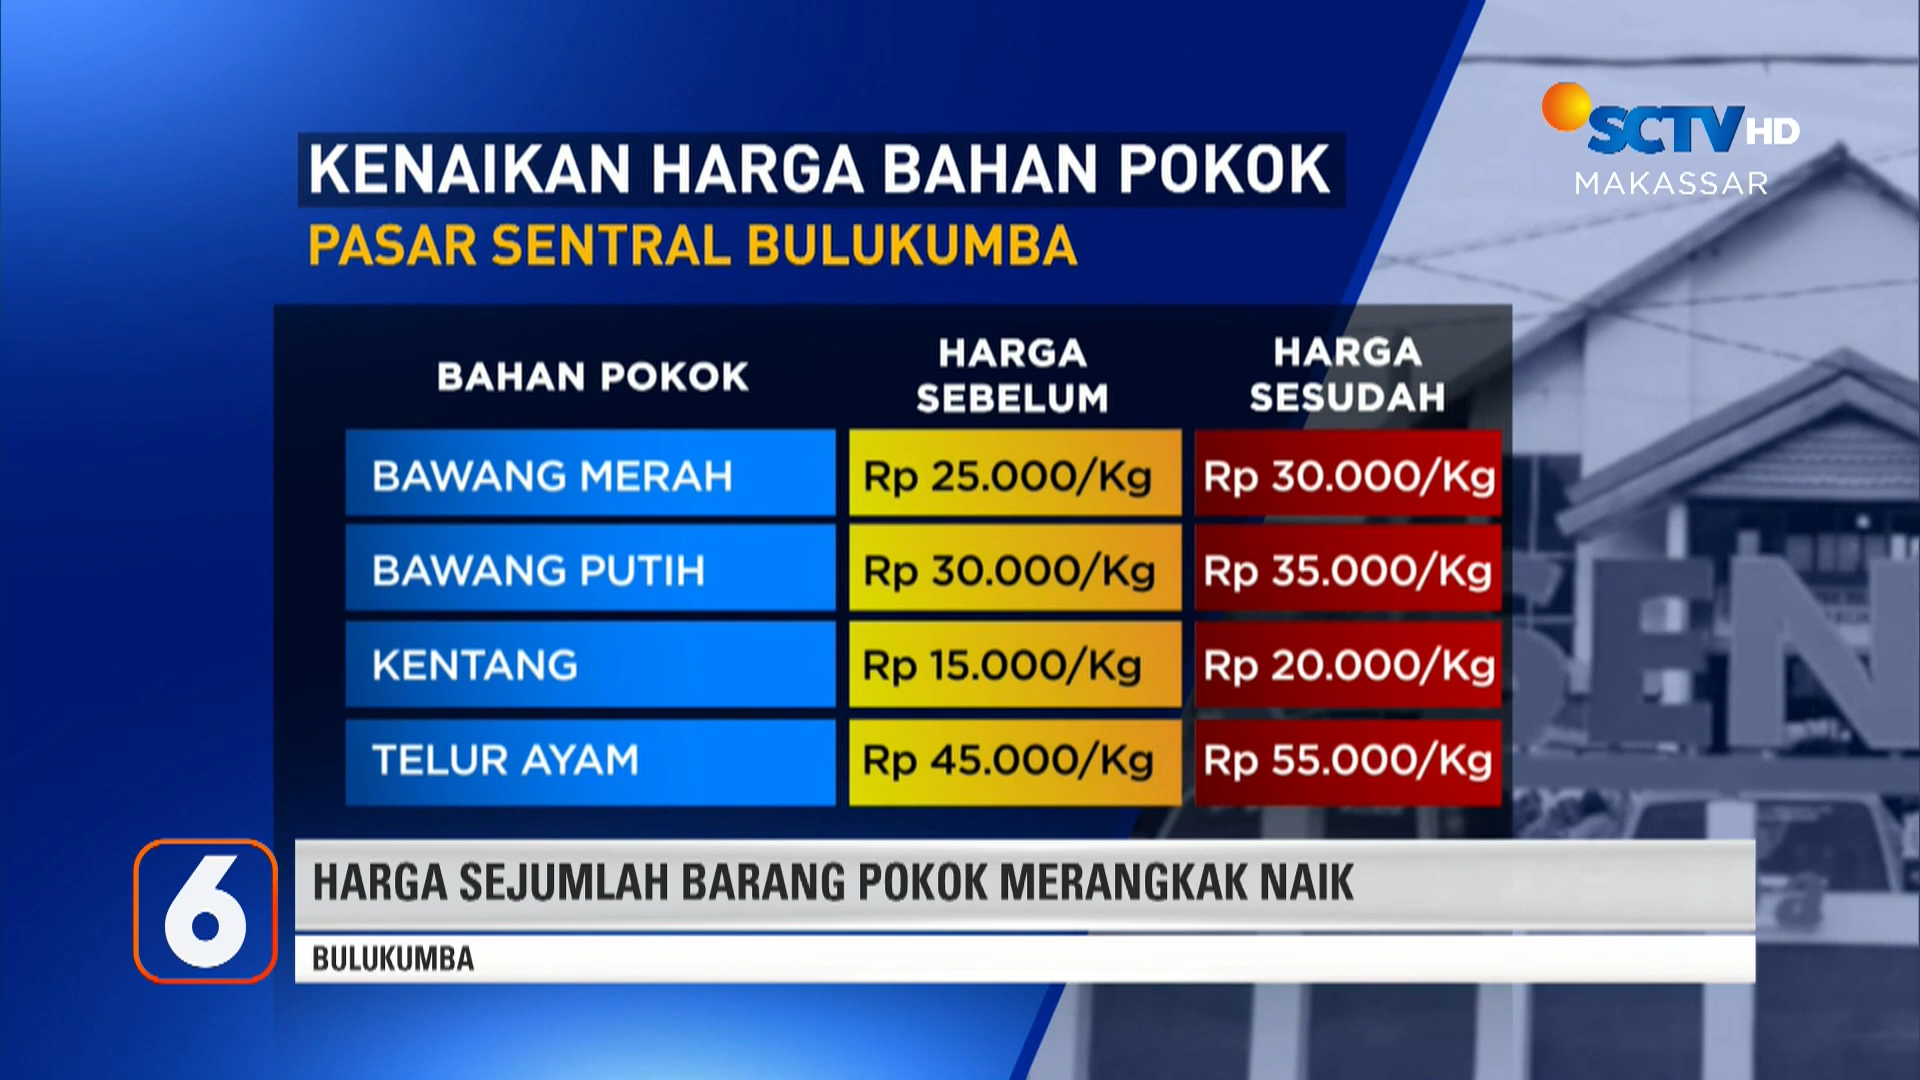 SCTV HD
MAKASSAR
KENAIKAN HARGA BAHAN POKOK
PASAR SENTRAL BULUKUMBA
BAHAN POKOK HARGA SEBELUM HARGA SESUDAH
BAWANG MERAH Rp 25.000/Kg Rp 30.000/Kg
BAWANG PUTIH Rp 30.000/Kg Rp 35.000/Kg
KENTANG Rp 15.000/Kg Rp 20.000/Kg
TELUR AYAM Rp 45.000/Kg Rp 55.000/Kg
6
HARGA SEJUMLAH BARANG POKOK MERANGKAK NAIK
BULUKUMBA